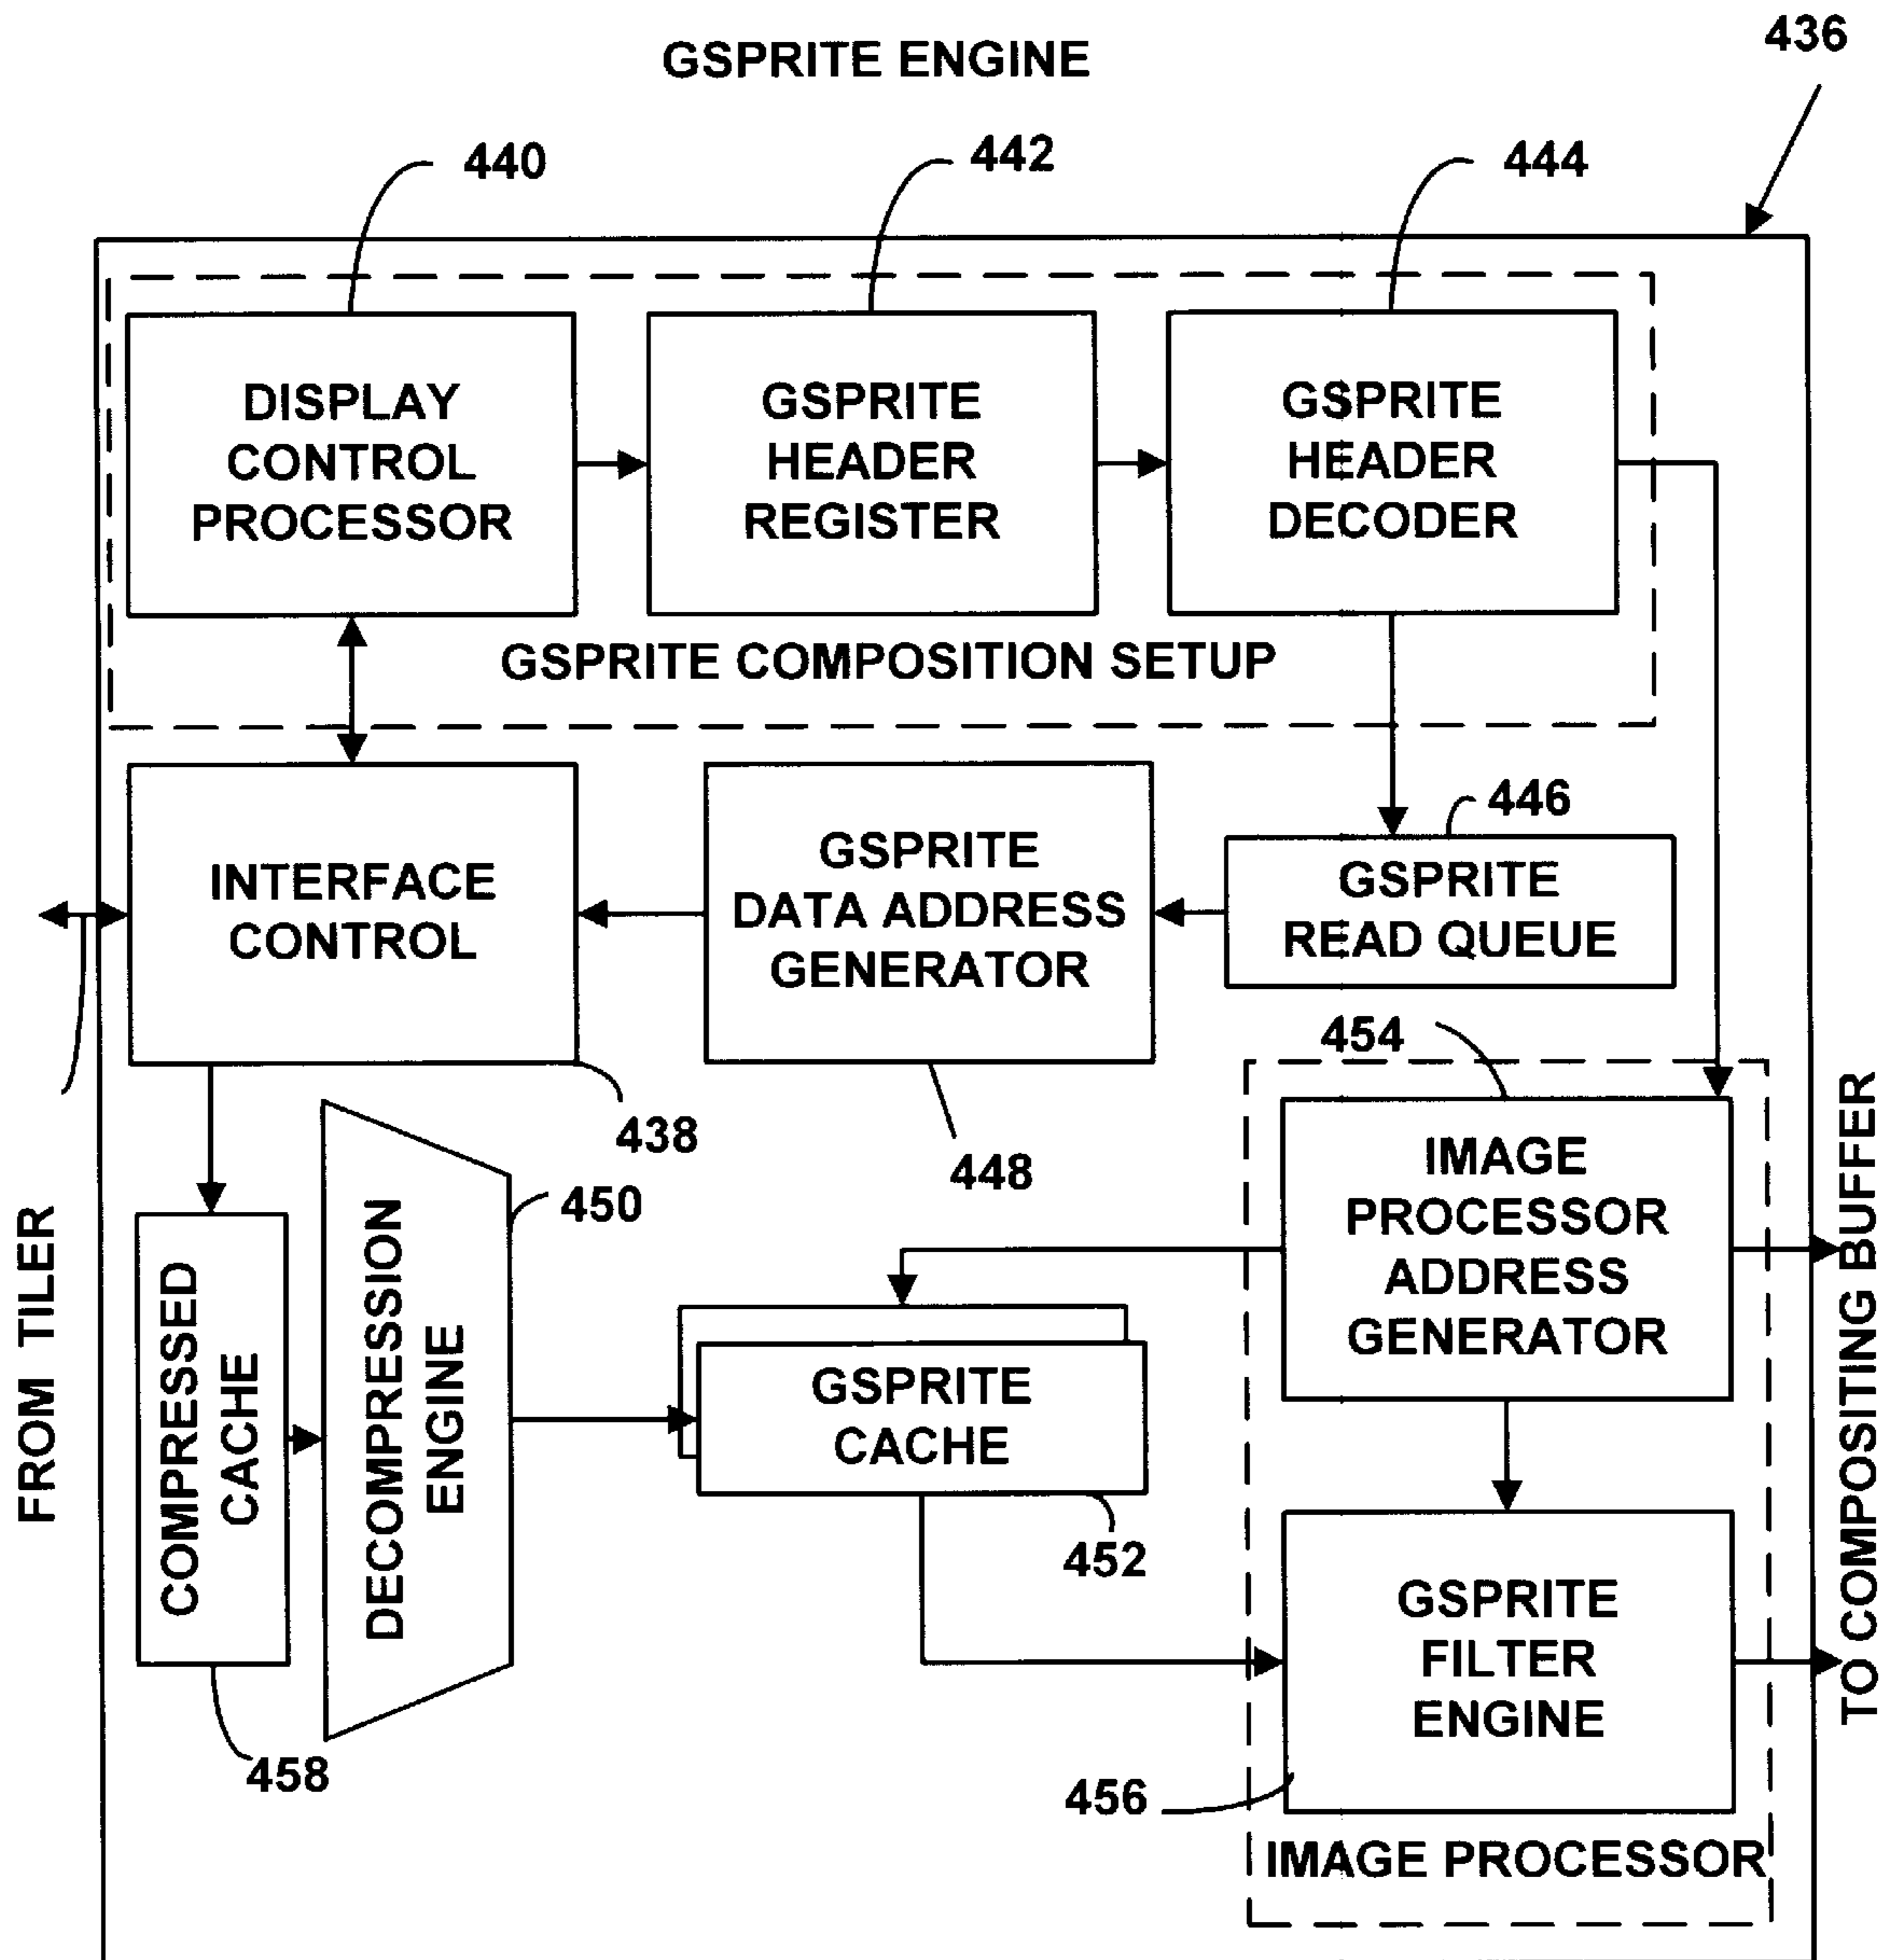 436
GSPRITE ENGINE
440
442
444
DISPLAY
CONTROL
PROCESSOR
GSPRITE
HEADER
REGISTER
GSPRITE
HEADER
DECODER
GSPRITE COMPOSITION SETUP
446
INTERFACE
CONTROL
GSPRITE
DATA ADDRESS
GENERATOR
GSPRITE
READ QUEUE
454
438
448
450
IMAGE
PROCESSOR
ADDRESS
GENERATOR
FROM TILER
COMPRESSED
CACHE
DECOMPRESSION
ENGINE
GSPRITE
CACHE
452
TO COMPOSITING BUFFER
GSPRITE
FILTER
ENGINE
458
456
IMAGE PROCESSOR